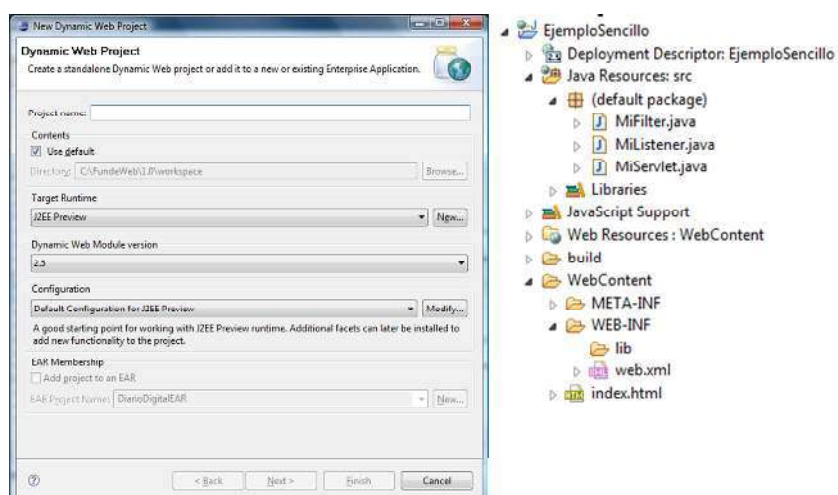 New Dynamic Web Project
Dynamic Web Project
Create a standalone Dynamic Web project or add it to a new or existing Enterprise Application.
Project name:
Contents
Use default
Directory: C:\FundeWeb\1.0\workspace Browse...
Target Runtime
J2EE Preview New...
Dynamic Web Module version
2.5
Configuration
Default Configuration for J2EE Preview Modify...
A good starting point for working with J2EE Preview runtime. Additional facets can later be installed to
add new functionality to the project.
EAR Membership
Add project to an EAR
EAR Project Name: DiarioDigitalEAR New...
< Back Next > Finish Cancel
EjemploSencillo
Deployment Descriptor: EjemploSencillo
Java Resources: src
(default package)
MiFilter.java
MiListener.java
MiServlet.java
Libraries
JavaScript Support
Web Resources : WebContent
build
WebContent
META-INF
WEB-INF
lib
web.xml
index.html